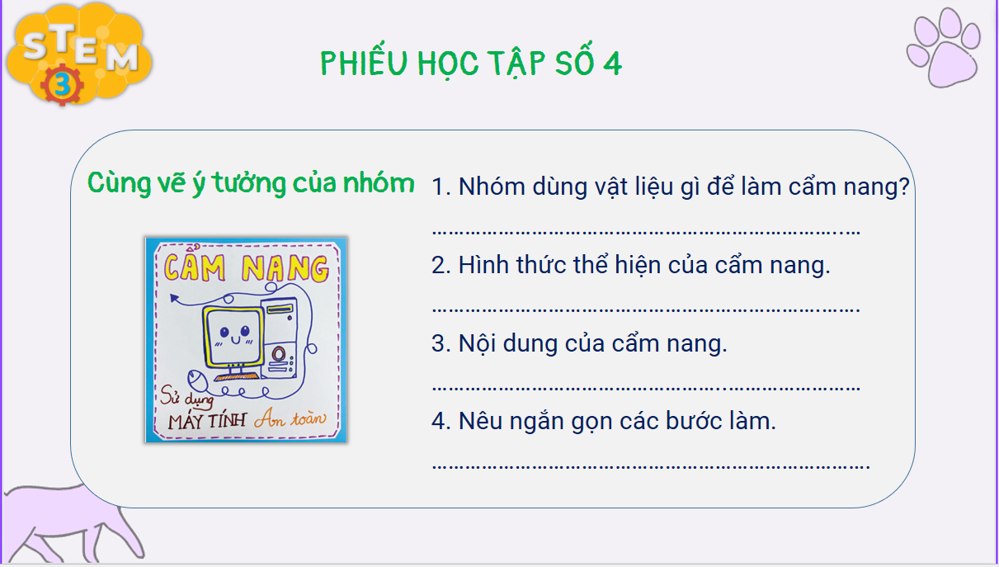 STEM
3
PHIẾU HỌC TẬP SỐ 4
Cùng vẽ ý tưởng của nhóm
CẨM NANG
Sử dụng
MÁY TÍNH An toàn
1. Nhóm dùng vật liệu gì để làm cẩm nang?
………………………………………………………………..…
2. Hình thức thể hiện của cẩm nang.
…………………………………………………………….…….
3. Nội dung của cẩm nang.
……………………………………………..……………………
4. Nêu ngắn gọn các bước làm.
…………………………………………………………………….